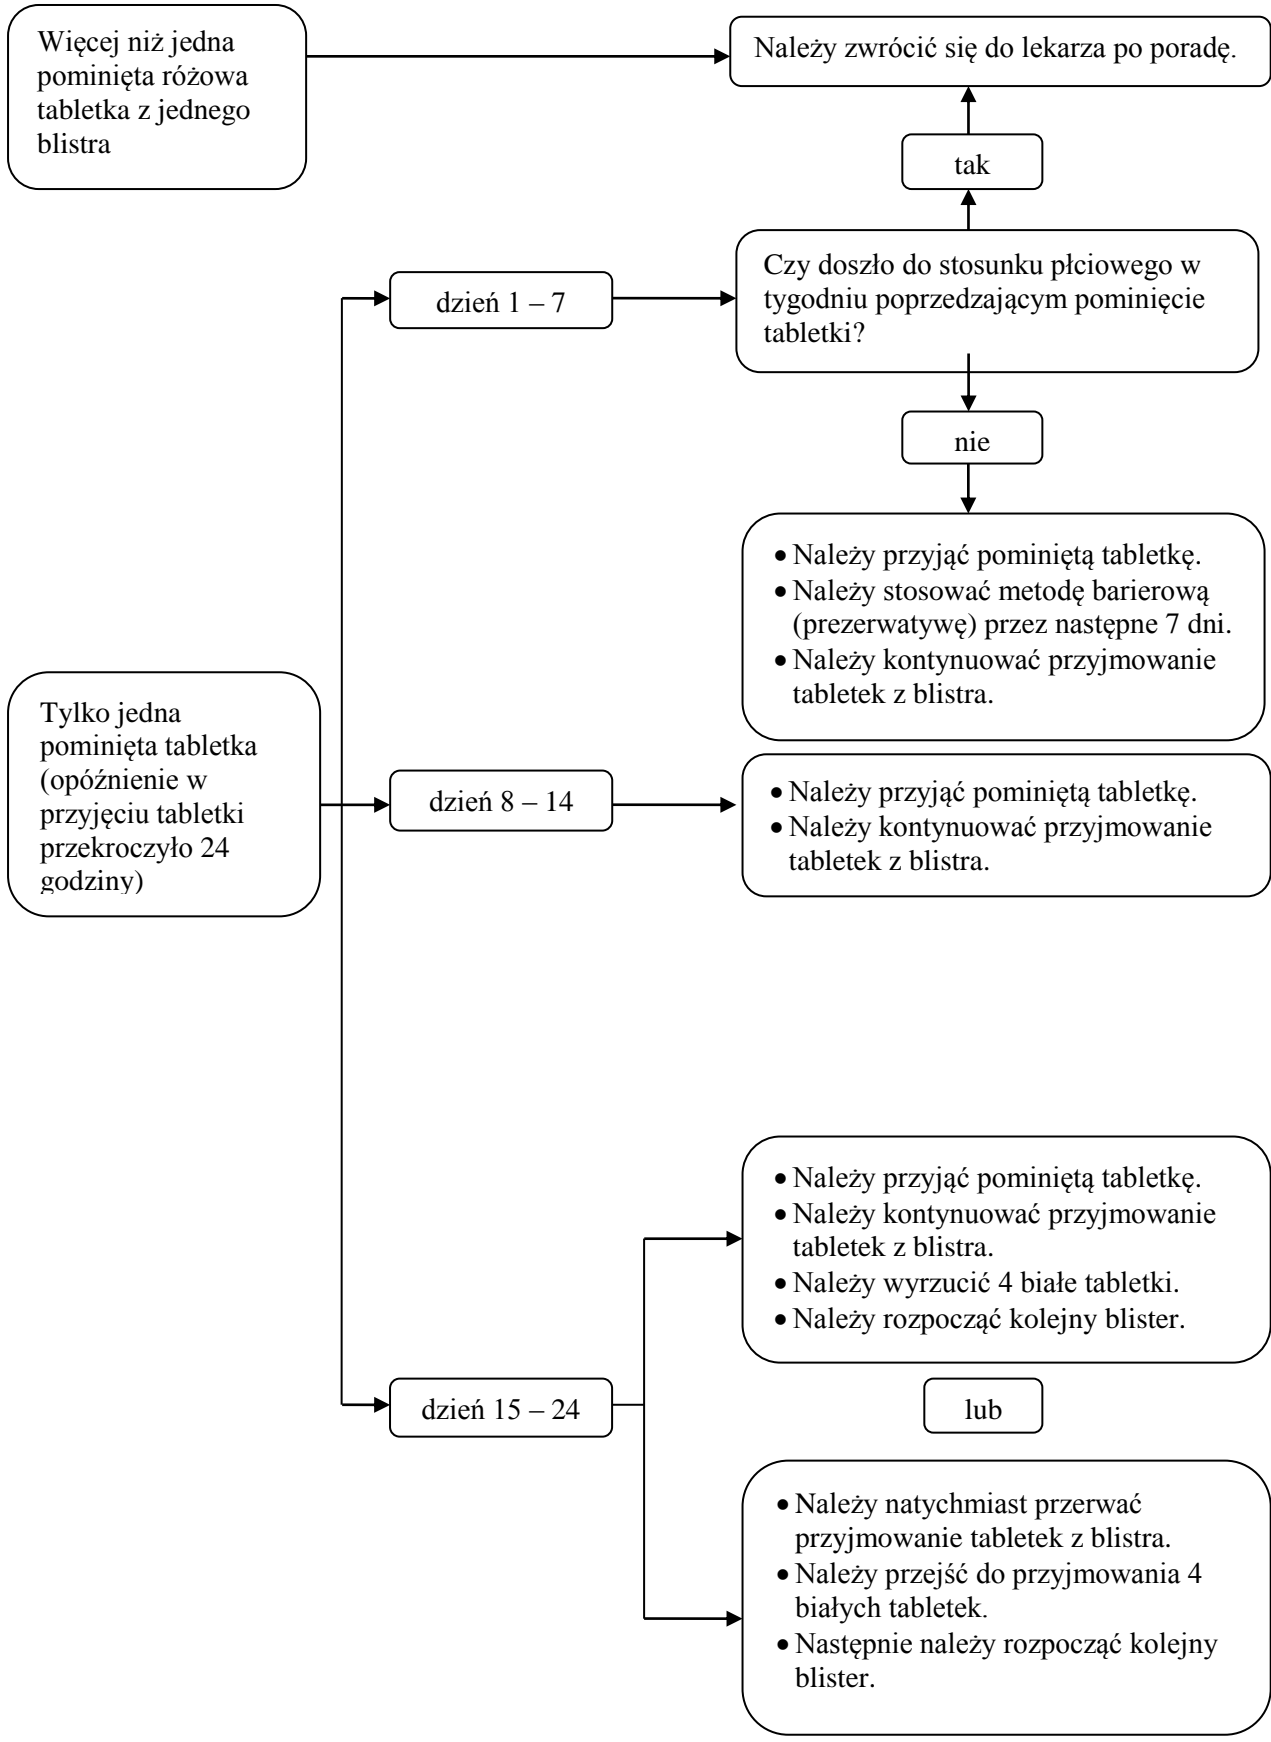 Więcej niż jedna
pominięta różowa
tabletka z jednego
blistra
Należy zwrócić się do lekarza po poradę.
tak
Czy doszło do stosunku płciowego w
tygodniu poprzedzającym pominięcie
tabletki?
dzień 1 – 7
nie
• Należy przyjąć pominiętą tabletkę.
• Należy stosować metodę barierową
(prezerwatywę) przez następne 7 dni.
• Należy kontynuować przyjmowanie
tabletek z blistra.
Tylko jedna
pominięta tabletka
(opóźnienie w
przyjęciu tabletki
przekroczyło 24
godziny)
dzień 8 – 14
• Należy przyjąć pominiętą tabletkę.
• Należy kontynuować przyjmowanie
tabletek z blistra.
• Należy przyjąć pominiętą tabletkę.
• Należy kontynuować przyjmowanie
tabletek z blistra.
• Należy wyrzucić 4 białe tabletki.
• Należy rozpocząć kolejny blister.
dzień 15 – 24
lub
• Należy natychmiast przerwać
przyjmowanie tabletek z blistra.
• Należy przejść do przyjmowania 4
białych tabletek.
• Następnie należy rozpocząć kolejny
blister.